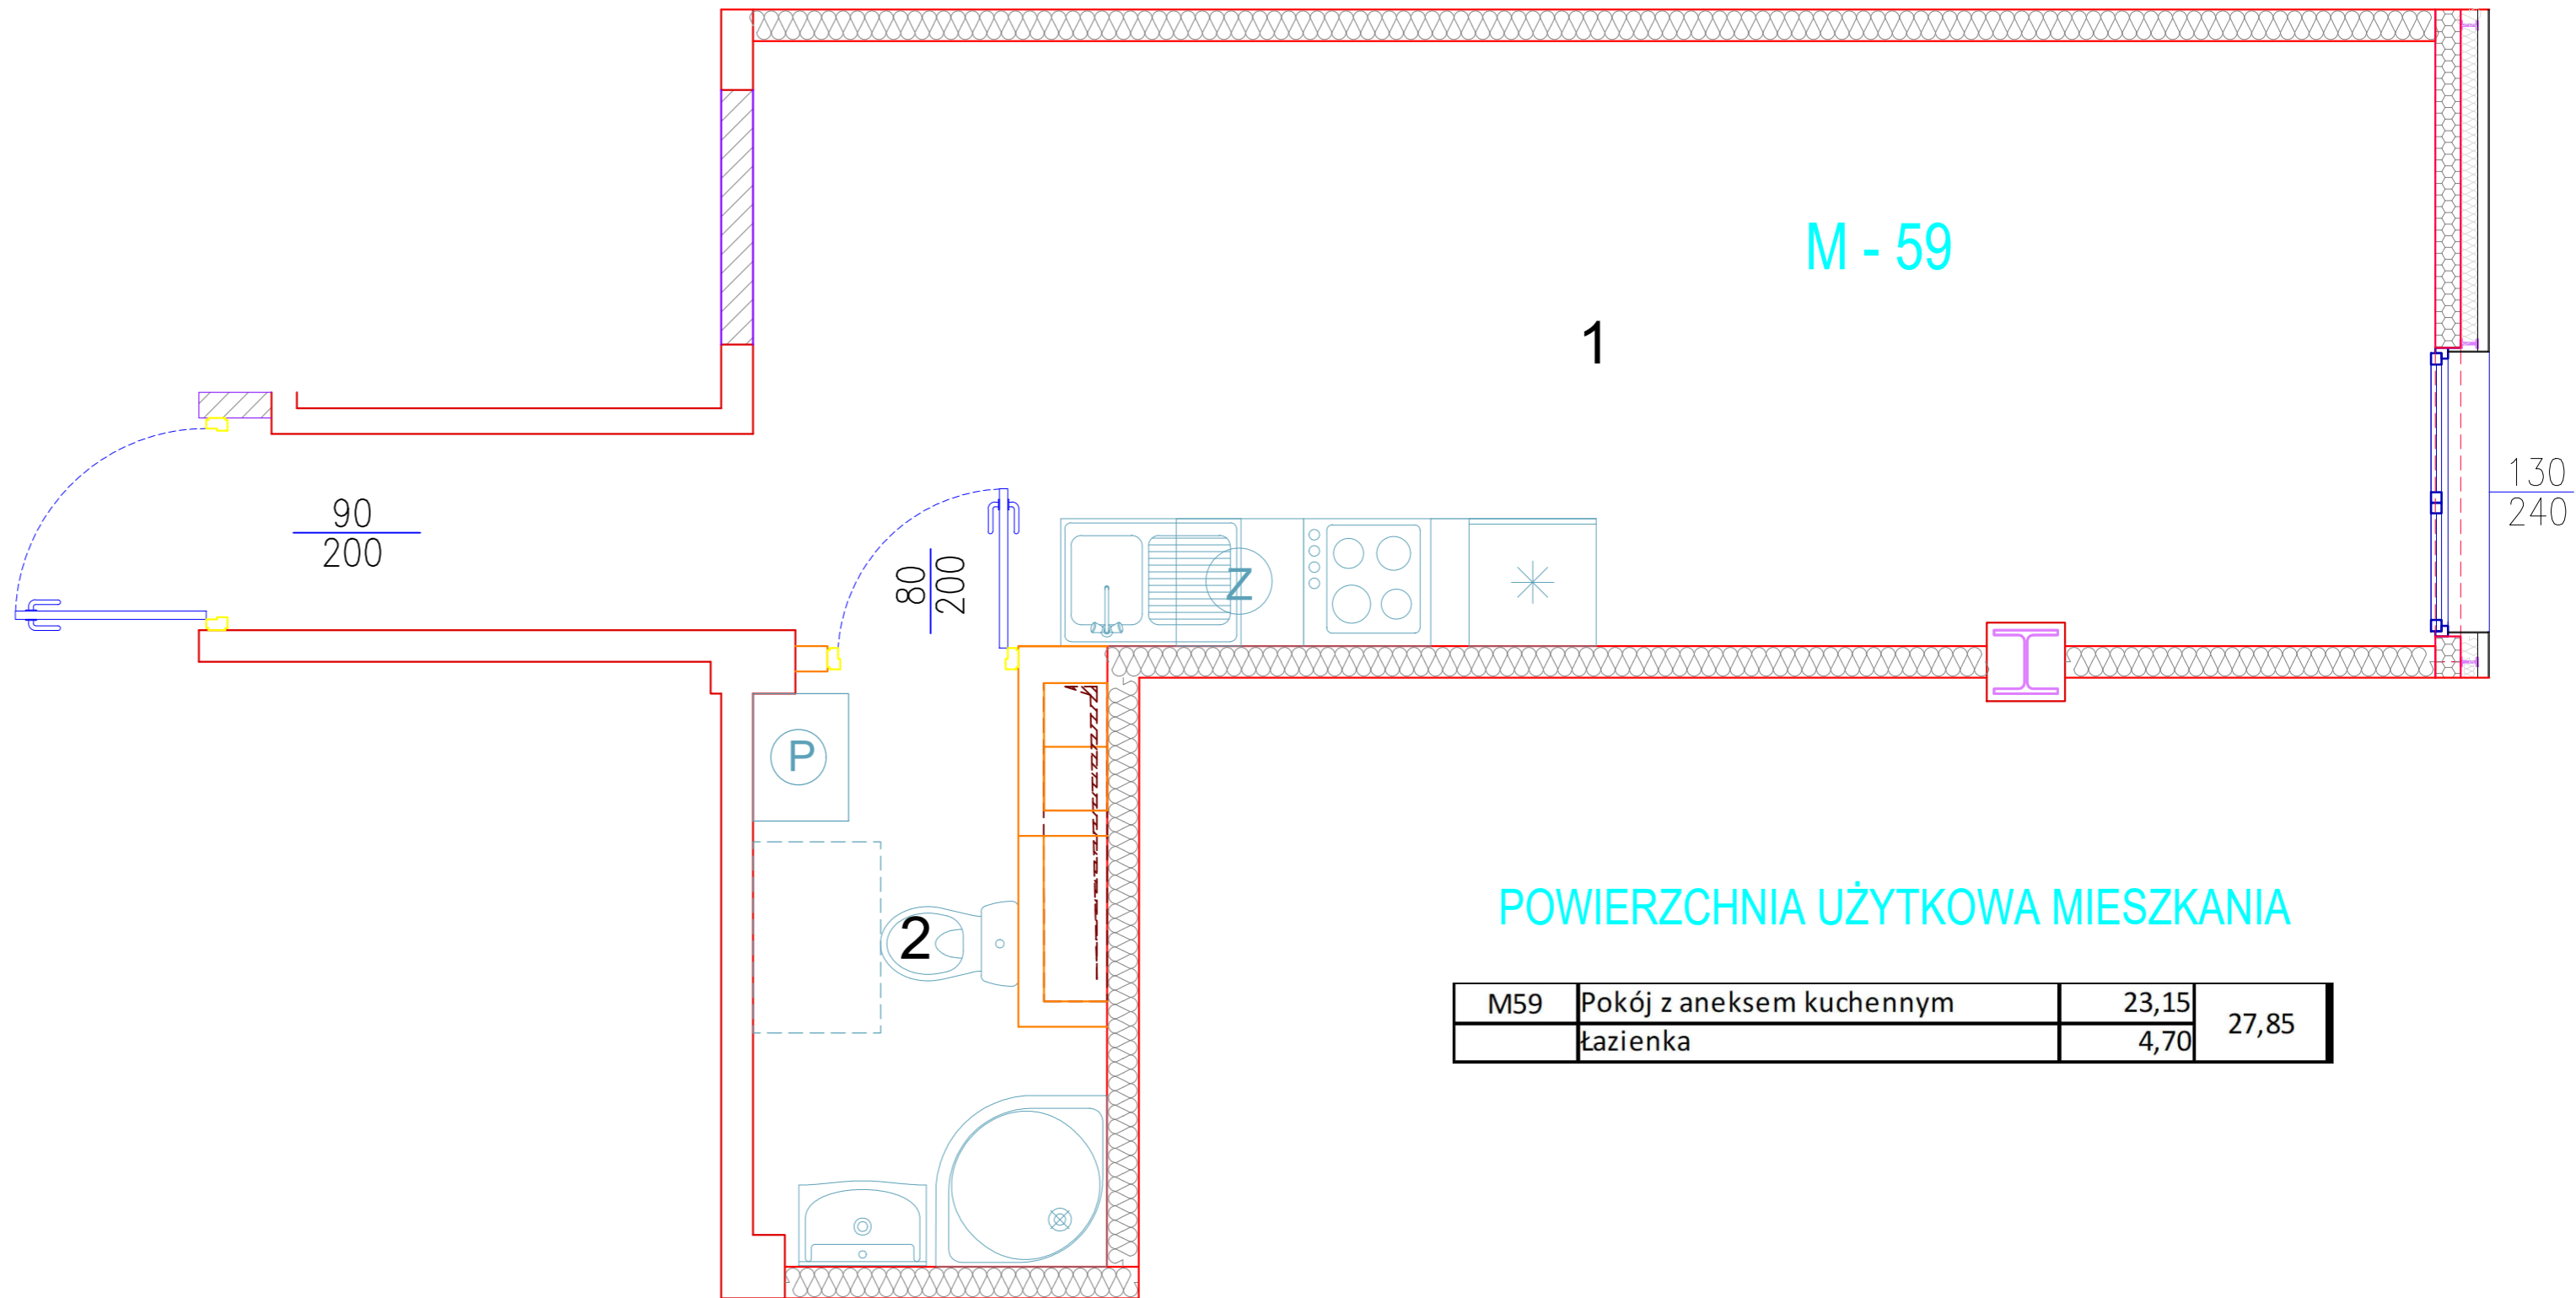 M - 59
1
130
240
90
200
80
200
Z
P
2
POWIERZCHNIA UŻYTKOWA MIESZKANIA
M59 Pokój z aneksem kuchennym 23,15 27,85
Łazienka 4,70